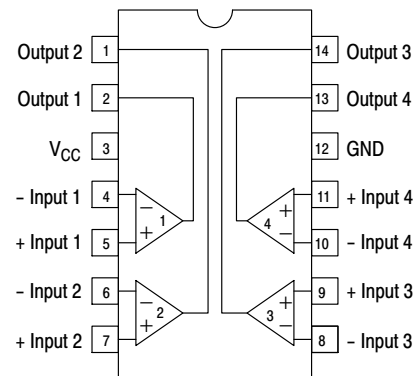 Output 2 1 14 Output 3
Output 1 2 13 Output 4
VCC 3 12 GND
– Input 1 4 – 1 + 4 11 + Input 4
+ Input 1 5 + – 10 – Input 4
– Input 2 6 – 2 + 3 9 + Input 3
+ Input 2 7 + – 8 – Input 3